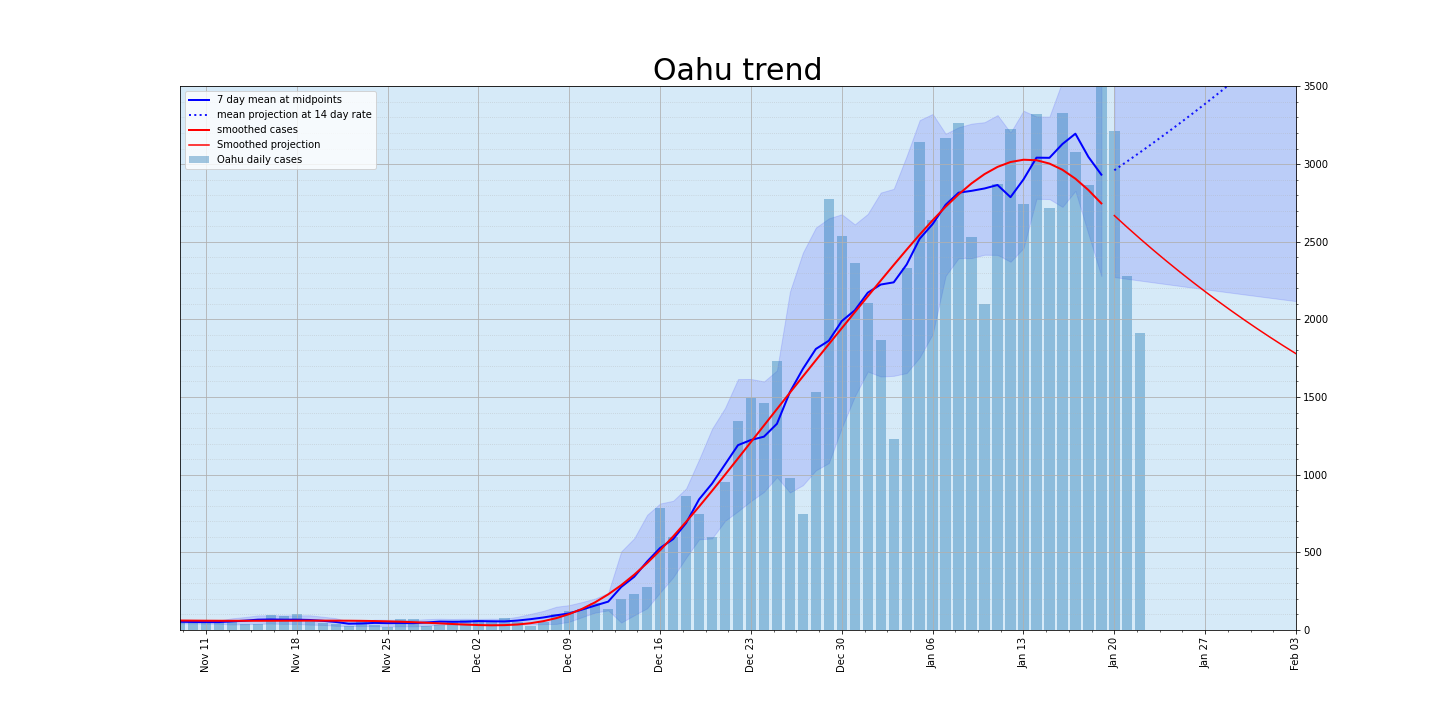 Oahu trend
7 day mean at midpoints
mean projection at 14 day rate
smoothed cases
Smoothed projection
Oahu daily cases
3500
3000
2500
2000
1500
1000
500
0
Nov 11
Nov 18
Nov 25
Dec 02
Dec 09
Dec 16
Dec 23
Dec 30
Jan 06
Jan 13
Jan 20
Jan 27
Feb 03